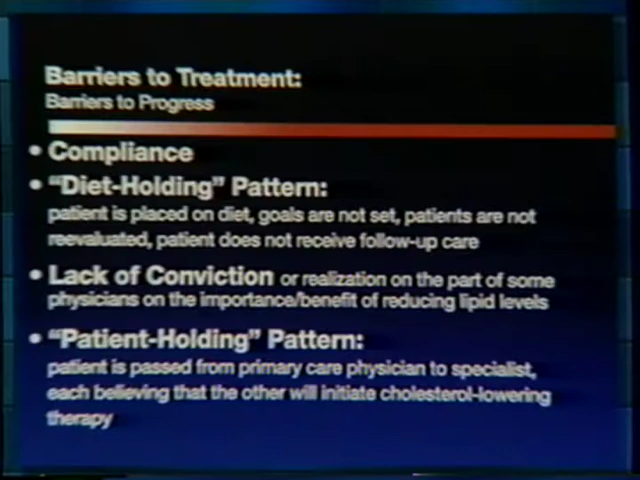 Barriers to Treatment:
Barriers to Progress
• Compliance
• "Diet-Holding" Pattern:
patient is placed on diet, goals are not set, patients are not
reevaluated, patient does not receive follow-up care
• Lack of Conviction or realization on the part of some
physicians on the importance/benefit of reducing lipid levels
• "Patient-Holding" Pattern:
patient is passed from primary care physician to specialist,
each believing that the other will initiate cholesterol-lowering
therapy